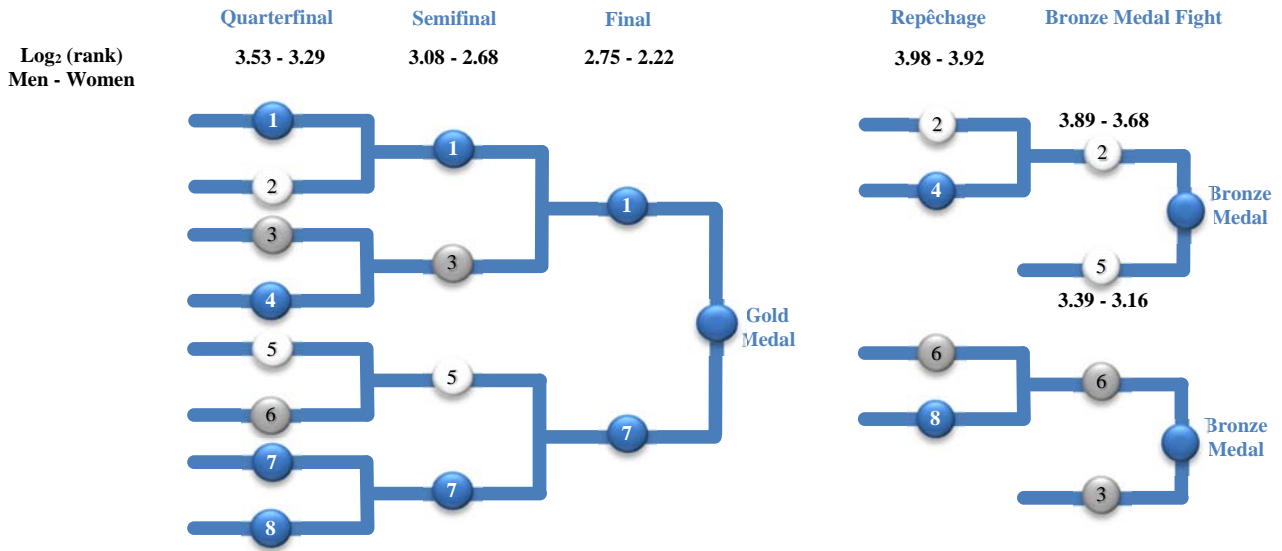 Quarterfinal Semifinal Final Repêchage Bronze Medal Fight
Log₂ (rank) 3.53 - 3.29 3.08 - 2.68 2.75 - 2.22 3.98 - 3.92
Men - Women
1
2
3
4
5
6
7
8
1
3
5
7
1
7
Gold
Medal
2
4
3.89 - 3.68
2
5
3.39 - 3.16
Bronze
Medal
6
8
6
3
Bronze
Medal